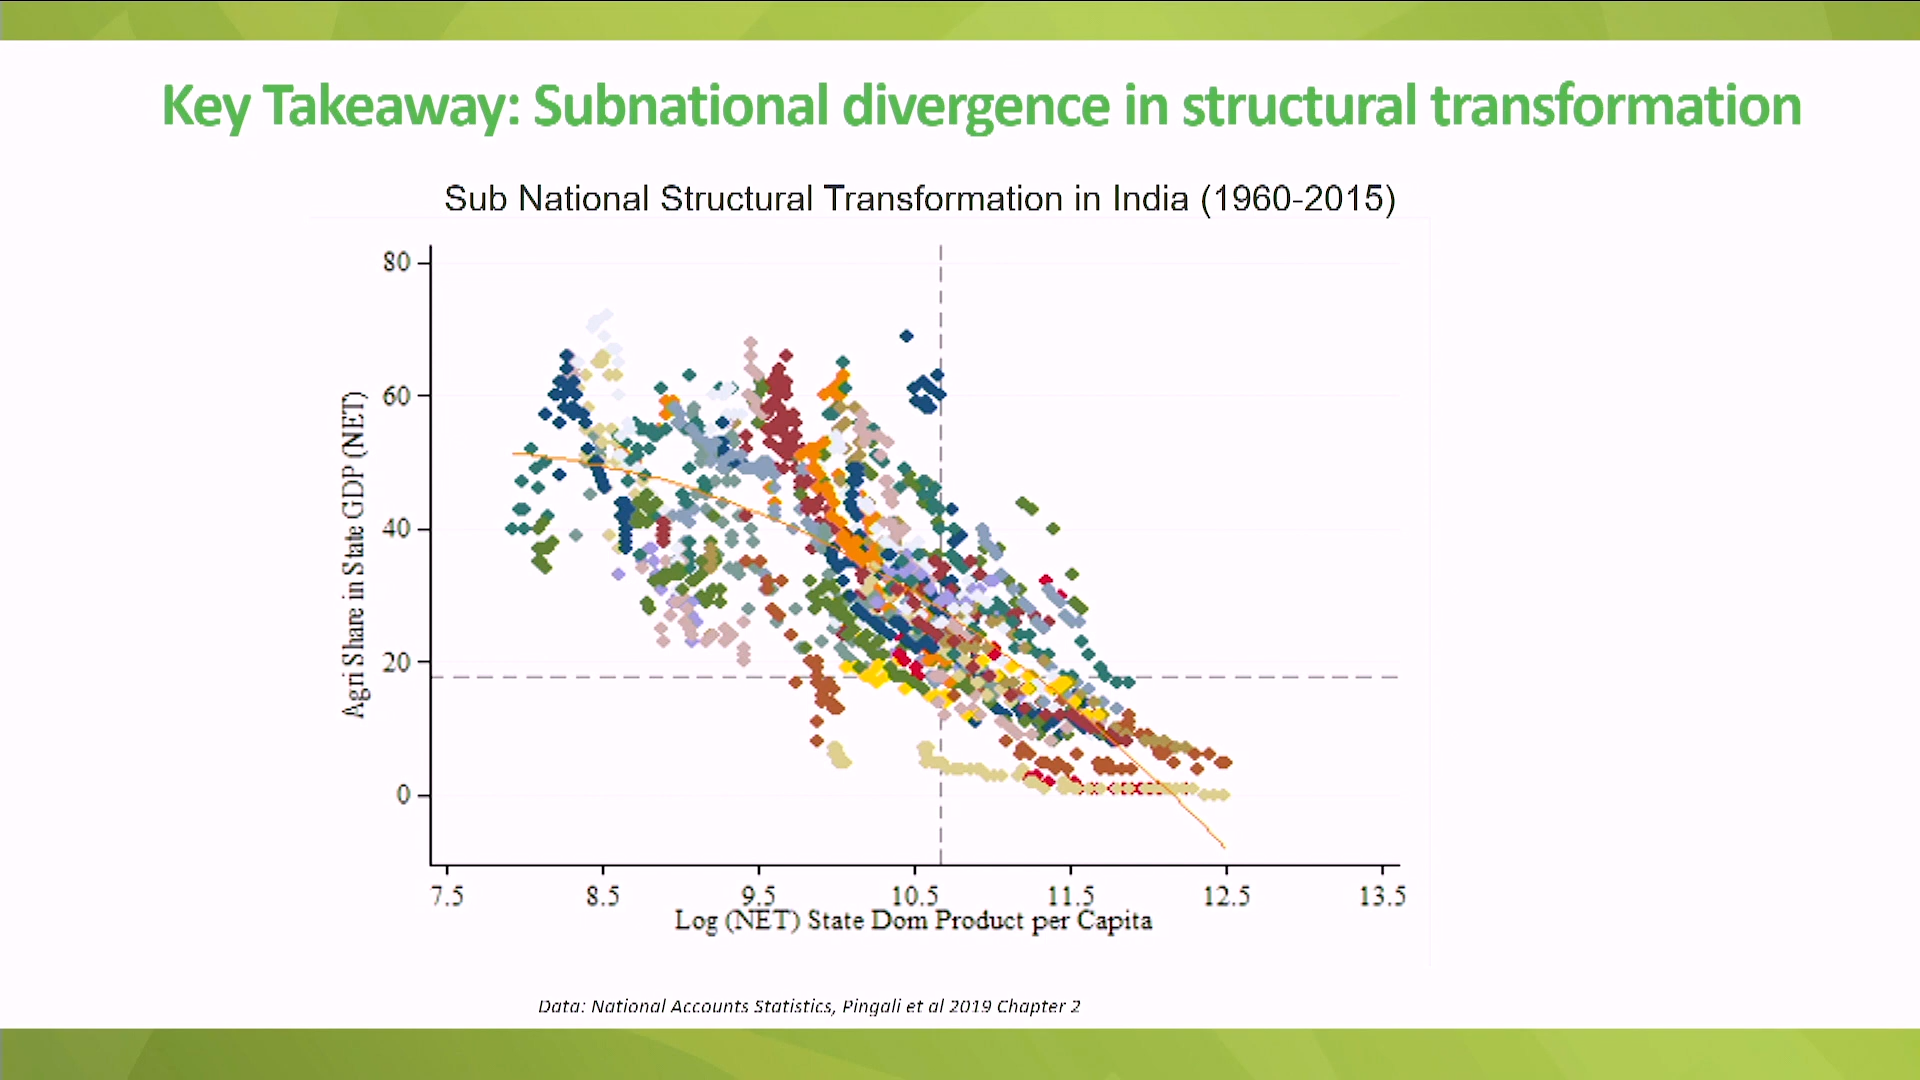 Key Takeaway: Subnational divergence in structural transformation
Sub National Structural Transformation in India (1960-2015)
80
60
40
20
0
Agri Share in State GDP (NET)
7.5 8.5 9.5 10.5 11.5 12.5 13.5
Log (NET) State Dom Product per Capita
Data: National Accounts Statistics, Pingali et al 2019 Chapter 2